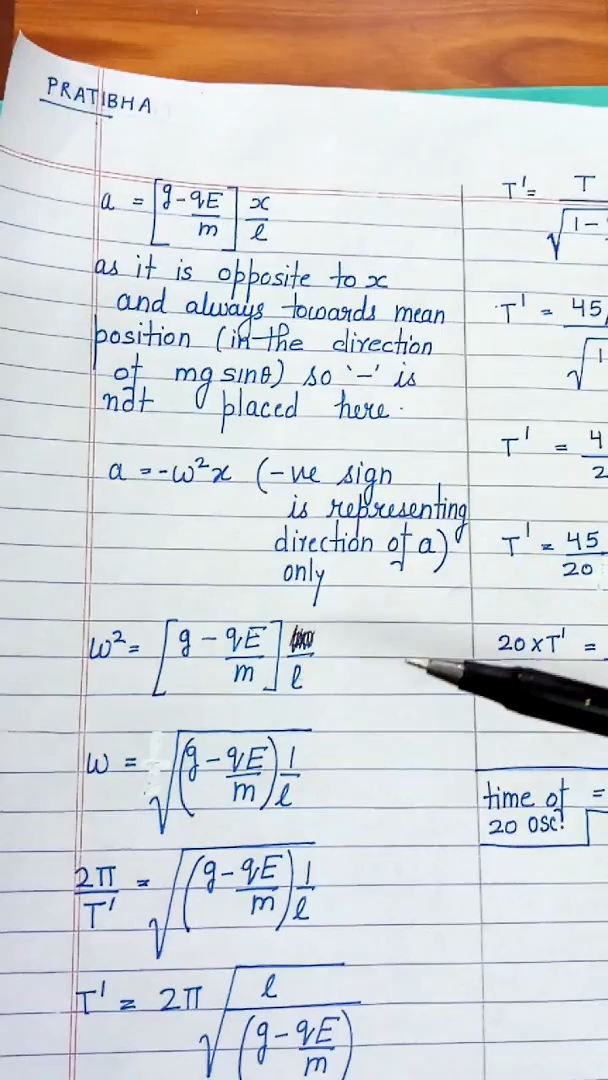 PRATIBHA
a = [g - qE/m] x/l
as it is opposite to x
and always towards mean
position (in the direction
of mg sinθ) so '-' is
not placed here.
a = -ω²x (-ve sign
is representing
direction of a)
only
ω² = [g - qE/m] /l
ω = √((g - qE/m) 1/l)
2π/T' = √((g - qE/m) 1/l)
T' = 2π √(l/(g - qE/m))
T' = T/√(1 -
T' = 45/√(1
T' = 4/2
T' = 45/20
20 x T' =
time of =
20 osc?